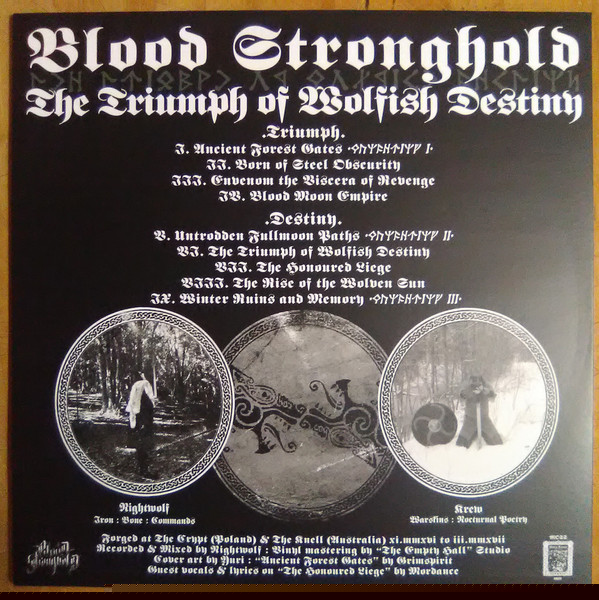 Blood Stronghold
The Triumph of Wolfish Destiny
.Triumph.
I. Ancient Forest Gates
II. Born of Steel Obscurity
III. Envenom the Viscera of Revenge
IV. Blood Moon Empire
.Destiny.
V. Untrodden Fullmoon Paths
VI. The Triumph of Wolfish Destiny
VII. The Honoured Liege
VIII. The Rise of the Wolven Sun
IX. Winter Ruins and Memory
Nightwolf
Iron : Bone : Commands
Krew
Warskins : Nocturnal Poetry
Forged at The Crypt (Poland) & The Knell (Australia) xi.mmxvi to iii.mmxvii
Recorded & Mixed by Nightwolf : Vinyl mastering by "The Empty Hall" Studio
Cover art by Yuri : "Ancient Forest Gates" by Grimspirit
Guest vocals & lyrics on "The Honoured Liege" by Mordance
Blood
Stronghold